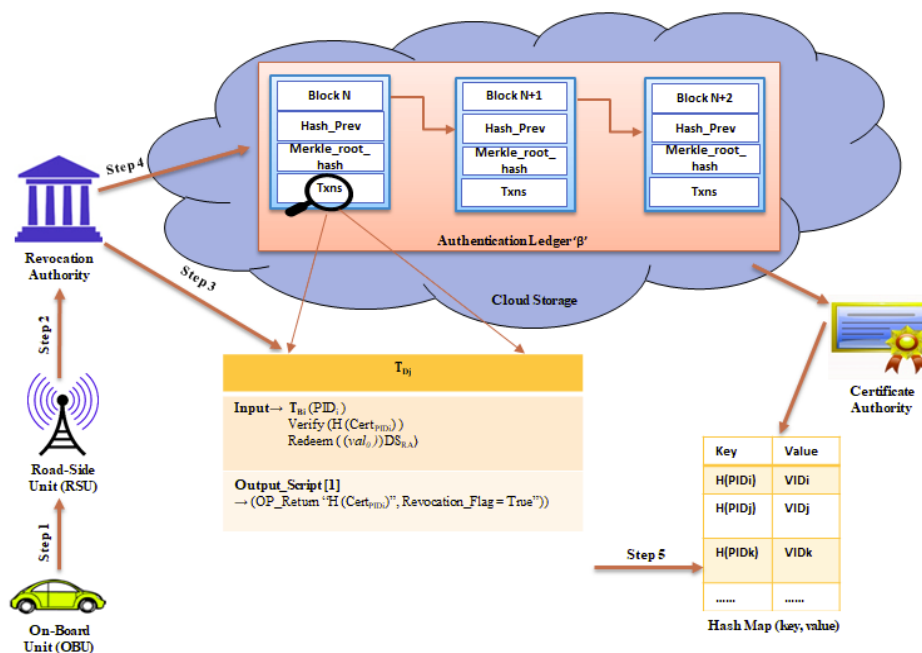 Block N
Hash_Prev
Merkle_root_
hash
Txns
Block N+1
Hash_Prev
Merkle_root_
hash
Txns
Block N+2
Hash_Prev
Merkle_root_
hash
Txns
Authentication Ledger 'β'
Cloud Storage
Step 4
Revocation
Authority
Step 3
Step 2
Road-Side
Unit (RSU)
Step 1
On-Board
Unit (OBU)
T_Dj
Input→ T_Bi (PID_i)
Verify (H (Cert_PIDi) )
Redeem ( (val_0 ))DS_RA)
Output_Script [1]
→ (OP_Return “H (Cert_PIDi)”, Revocation_Flag = True”))
Certificate
Authority
Key Value
H(PIDi) VIDi
H(PIDj) VIDj
H(PIDk) VIDk
...... ......
Step 5
Hash Map (key, value)